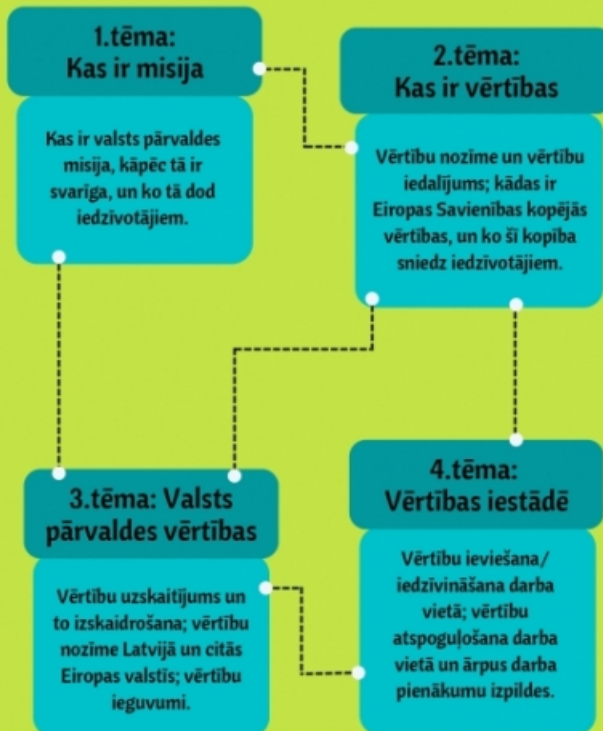 1.tēma:
Kas ir misija
Kas ir valsts pārvaldes
misija, kāpēc tā ir
svarīga, un ko tā dod
iedzīvotājiem.
2.tēma:
Kas ir vērtības
Vērtību nozīme un vērtību
iedalījums; kādas ir
Eiropas Savienības kopējās
vērtības, un ko šī kopība
sniedz iedzīvotājiem.
3.tēma: Valsts
pārvaldes vērtības
Vērtību uzskaitījums un
to izskaidrošana; vērtību
nozīme Latvijā un citās
Eiropas valstīs; vērtību
ieguvumi.
4.tēma:
Vērtības iestādē
Vērtību ieviešana/
iedzīvināšana darba
vietā; vērtību
atspoguļošana darba
vietā un ārpus darba
pienākumu izpildes.